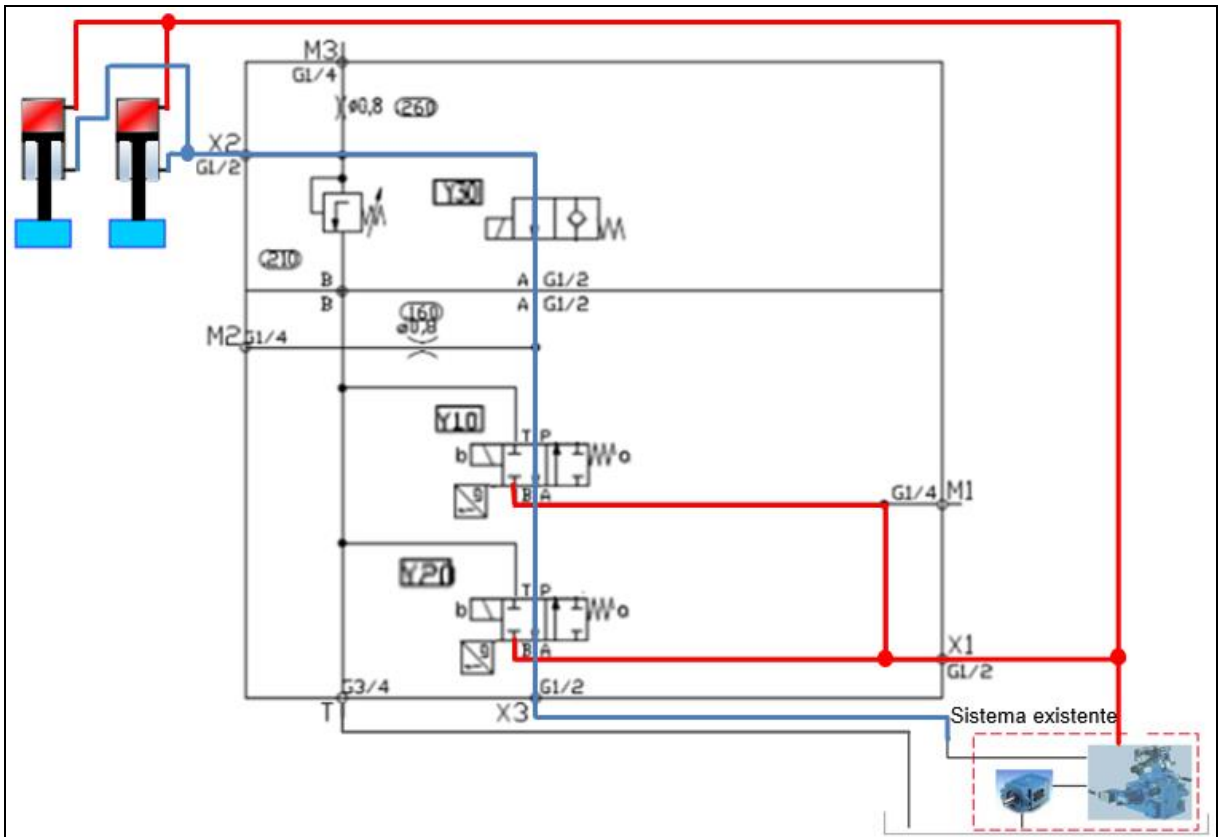 M3
G1/4
ø0,8 260
X2
G1/2
Y30
210
B A G1/2
B A G1/2
160
ø0,8
M2 G1/4
Y10
T P
b a
B A
G1/4 M1
Y20
T P
b a
B A
X1
G1/2
G3/4 G1/2
T X3
Sistema existente